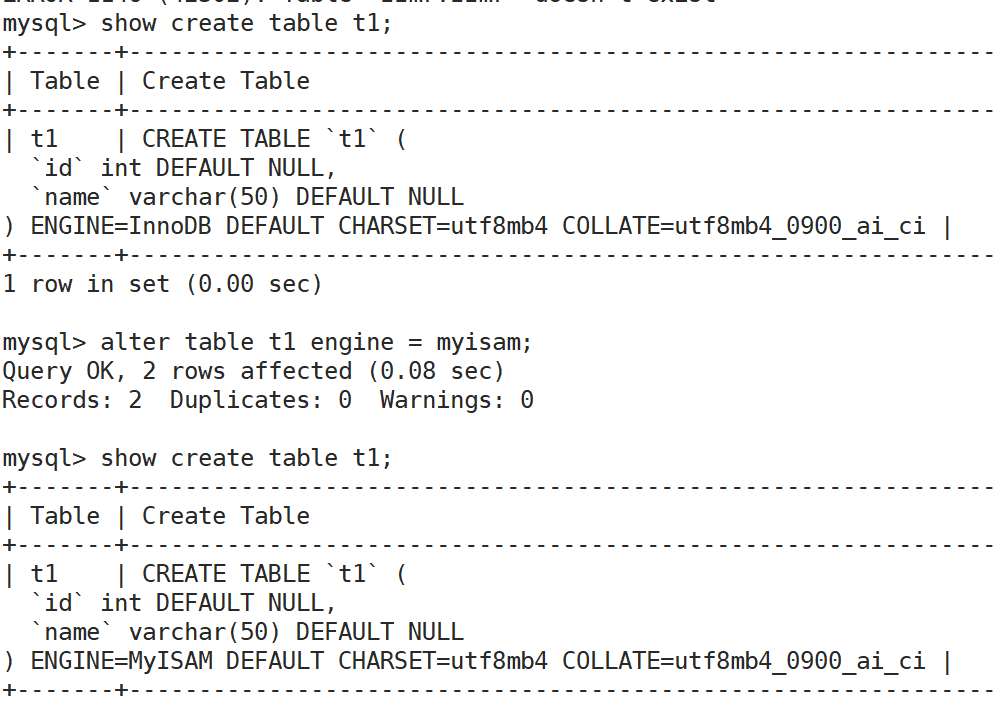 mysql> show create table t1;
+-------+--------------------------------------------------------------
| Table | Create Table
+-------+--------------------------------------------------------------
| t1    | CREATE TABLE `t1` (
  `id` int DEFAULT NULL,
  `name` varchar(50) DEFAULT NULL
) ENGINE=InnoDB DEFAULT CHARSET=utf8mb4 COLLATE=utf8mb4_0900_ai_ci |
+-------+--------------------------------------------------------------
1 row in set (0.00 sec)

mysql> alter table t1 engine = myisam;
Query OK, 2 rows affected (0.08 sec)
Records: 2  Duplicates: 0  Warnings: 0

mysql> show create table t1;
+-------+--------------------------------------------------------------
| Table | Create Table
+-------+--------------------------------------------------------------
| t1    | CREATE TABLE `t1` (
  `id` int DEFAULT NULL,
  `name` varchar(50) DEFAULT NULL
) ENGINE=MyISAM DEFAULT CHARSET=utf8mb4 COLLATE=utf8mb4_0900_ai_ci |
+-------+--------------------------------------------------------------